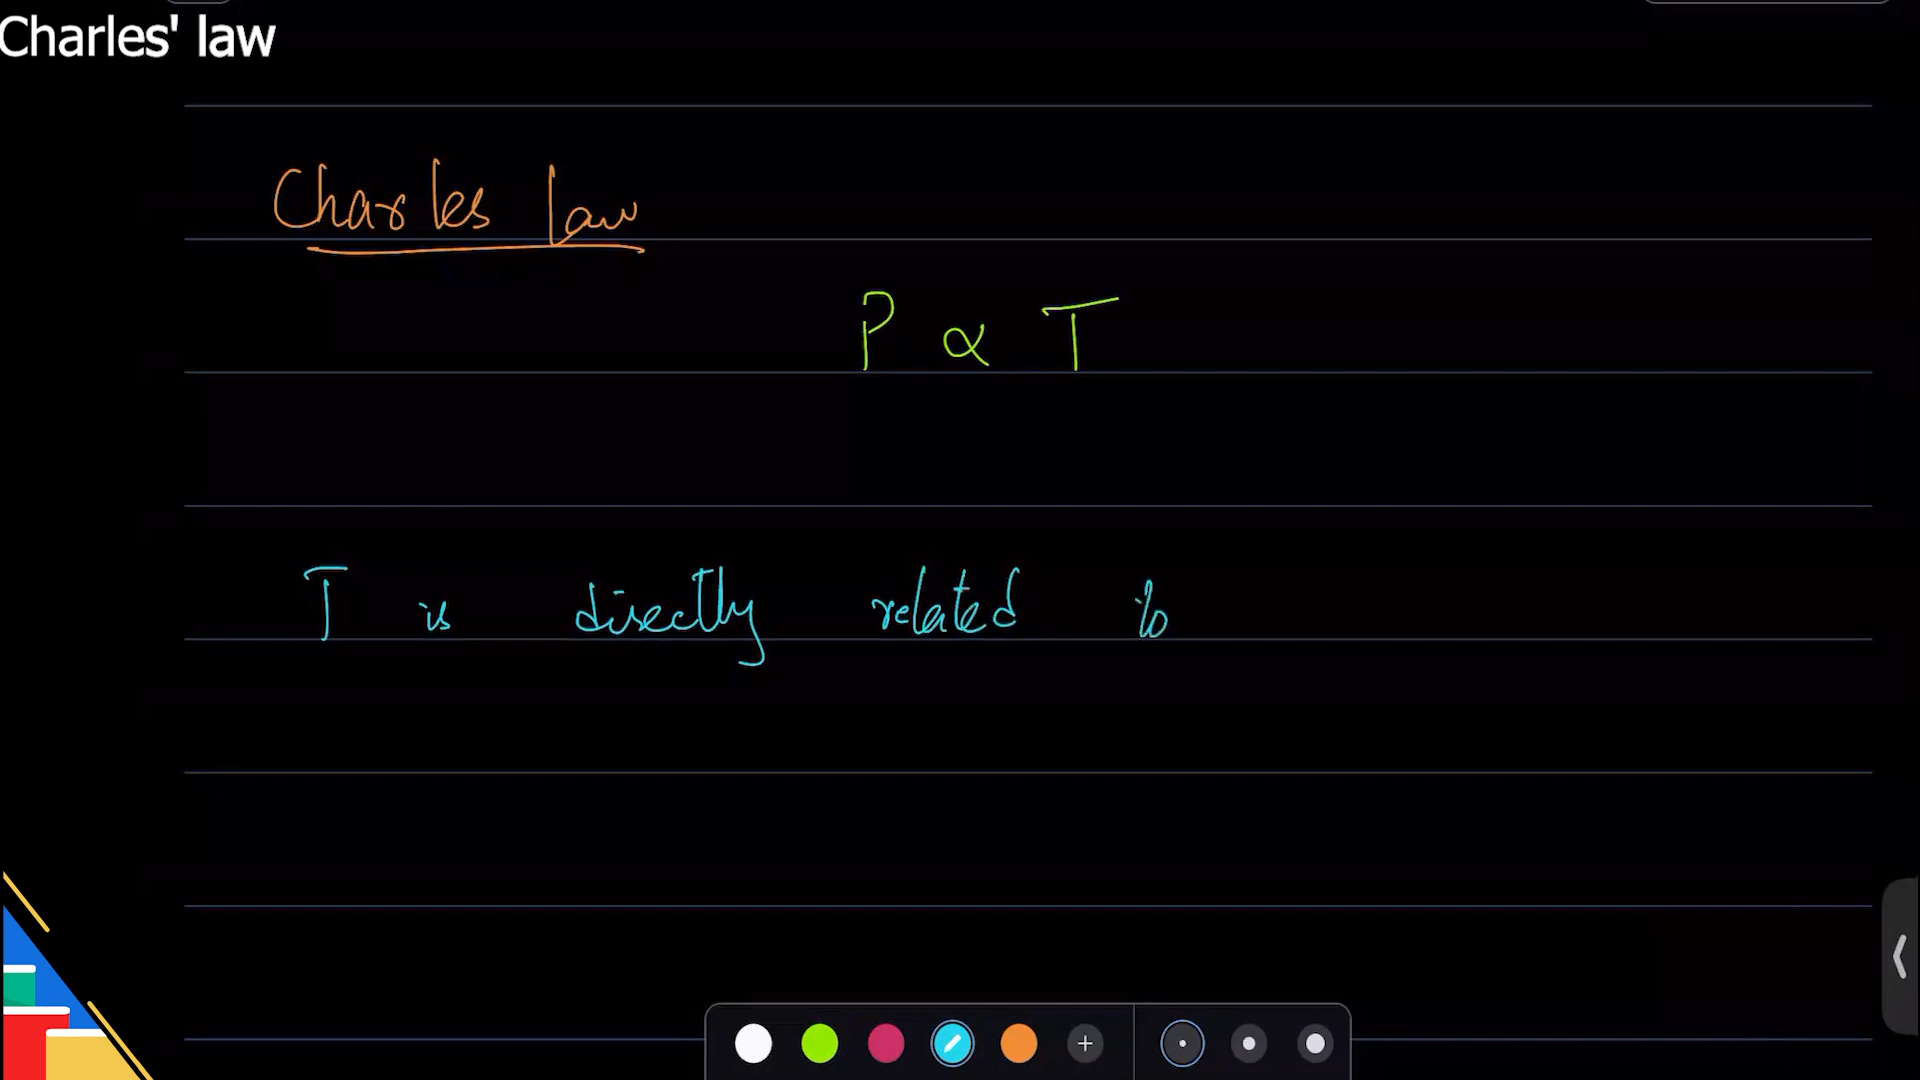 Charles' law
Charles law
P ∝ T
T is directly related to